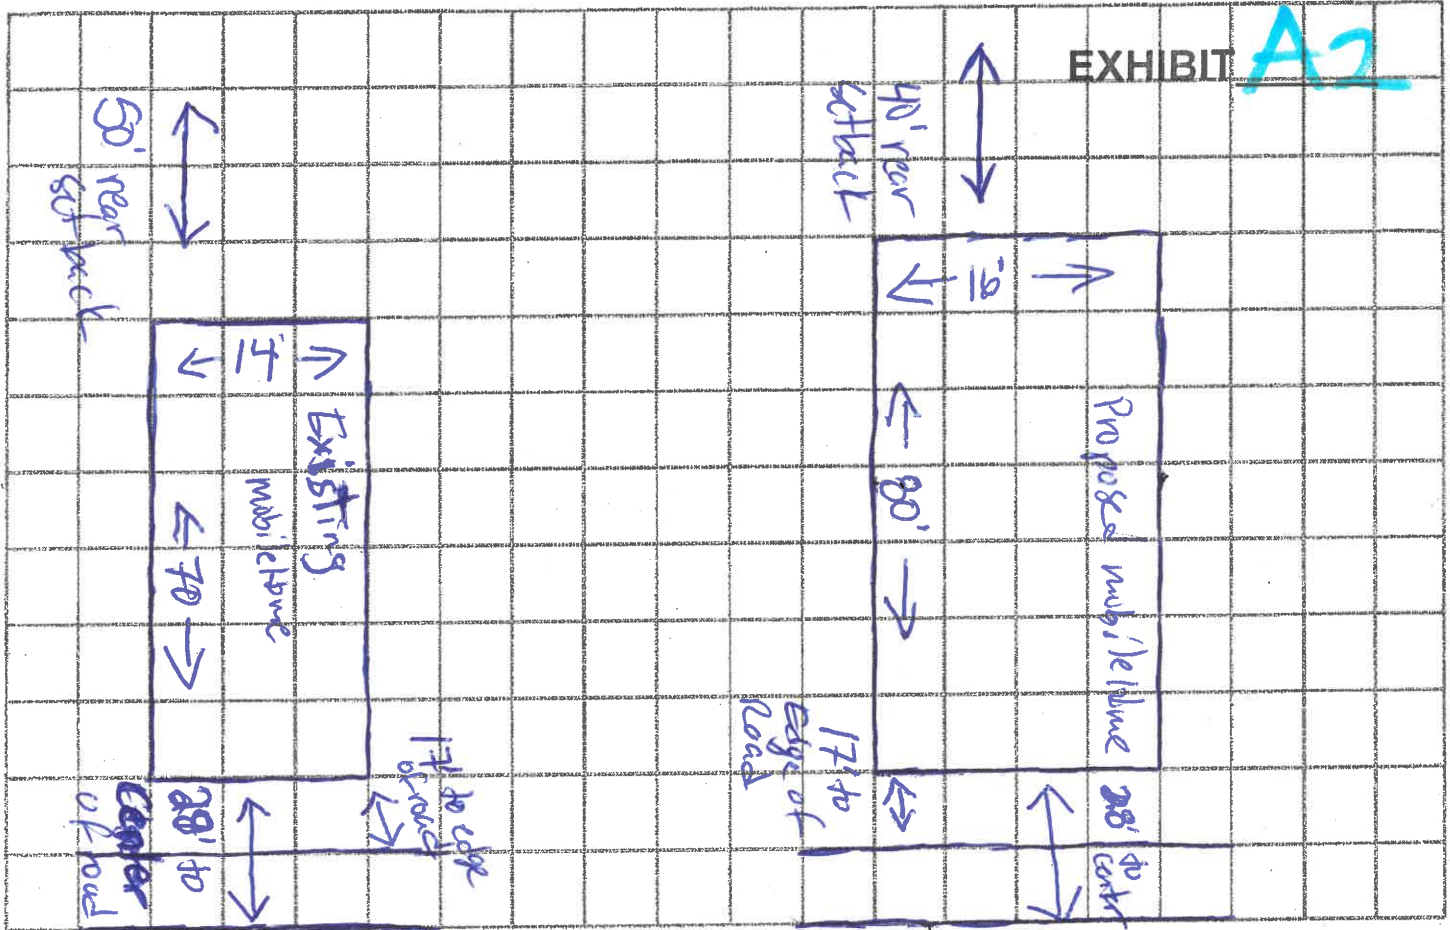 EXHIBIT A2
50' rear
setback
14'
Existing
mobile home
70
28' to
Center
of road
17' to edge
of road
40' rear
setback
16'
Proposed mobile home
80'
17' to
Edge of
Road
28' to
center